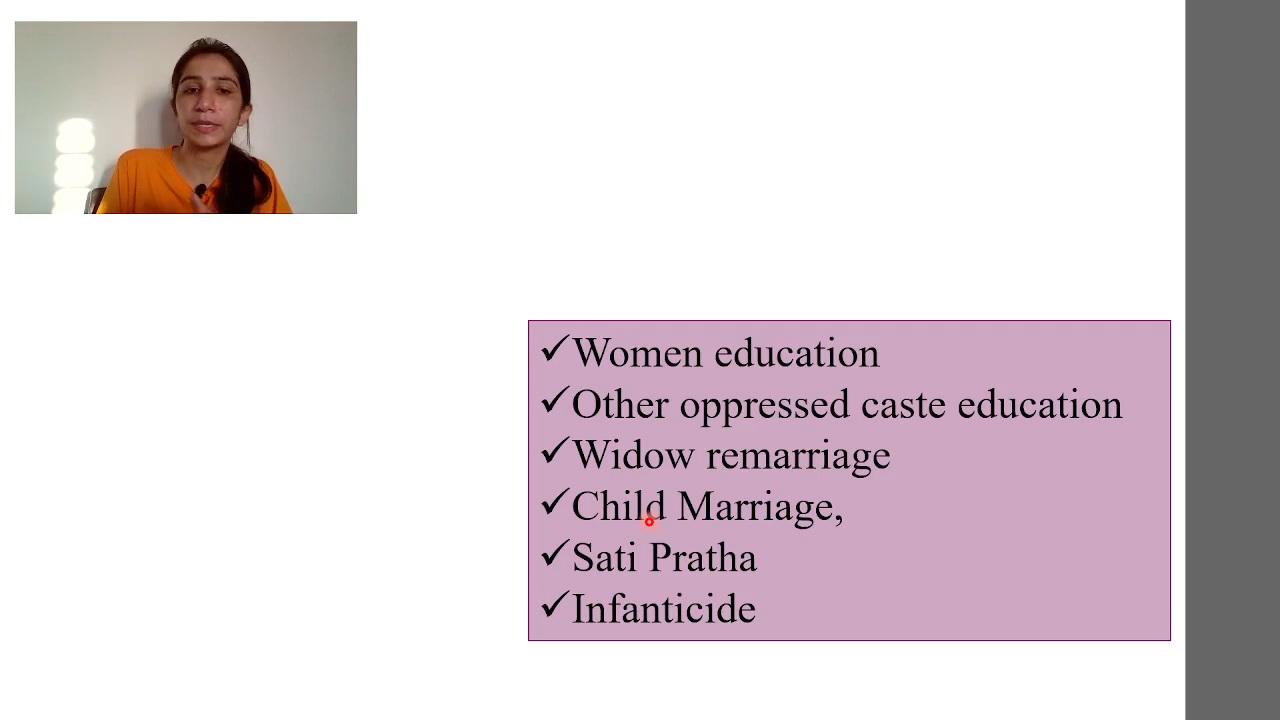 ✓Women education
✓Other oppressed caste education
✓Widow remarriage
✓Child Marriage,
✓Sati Pratha
✓Infanticide